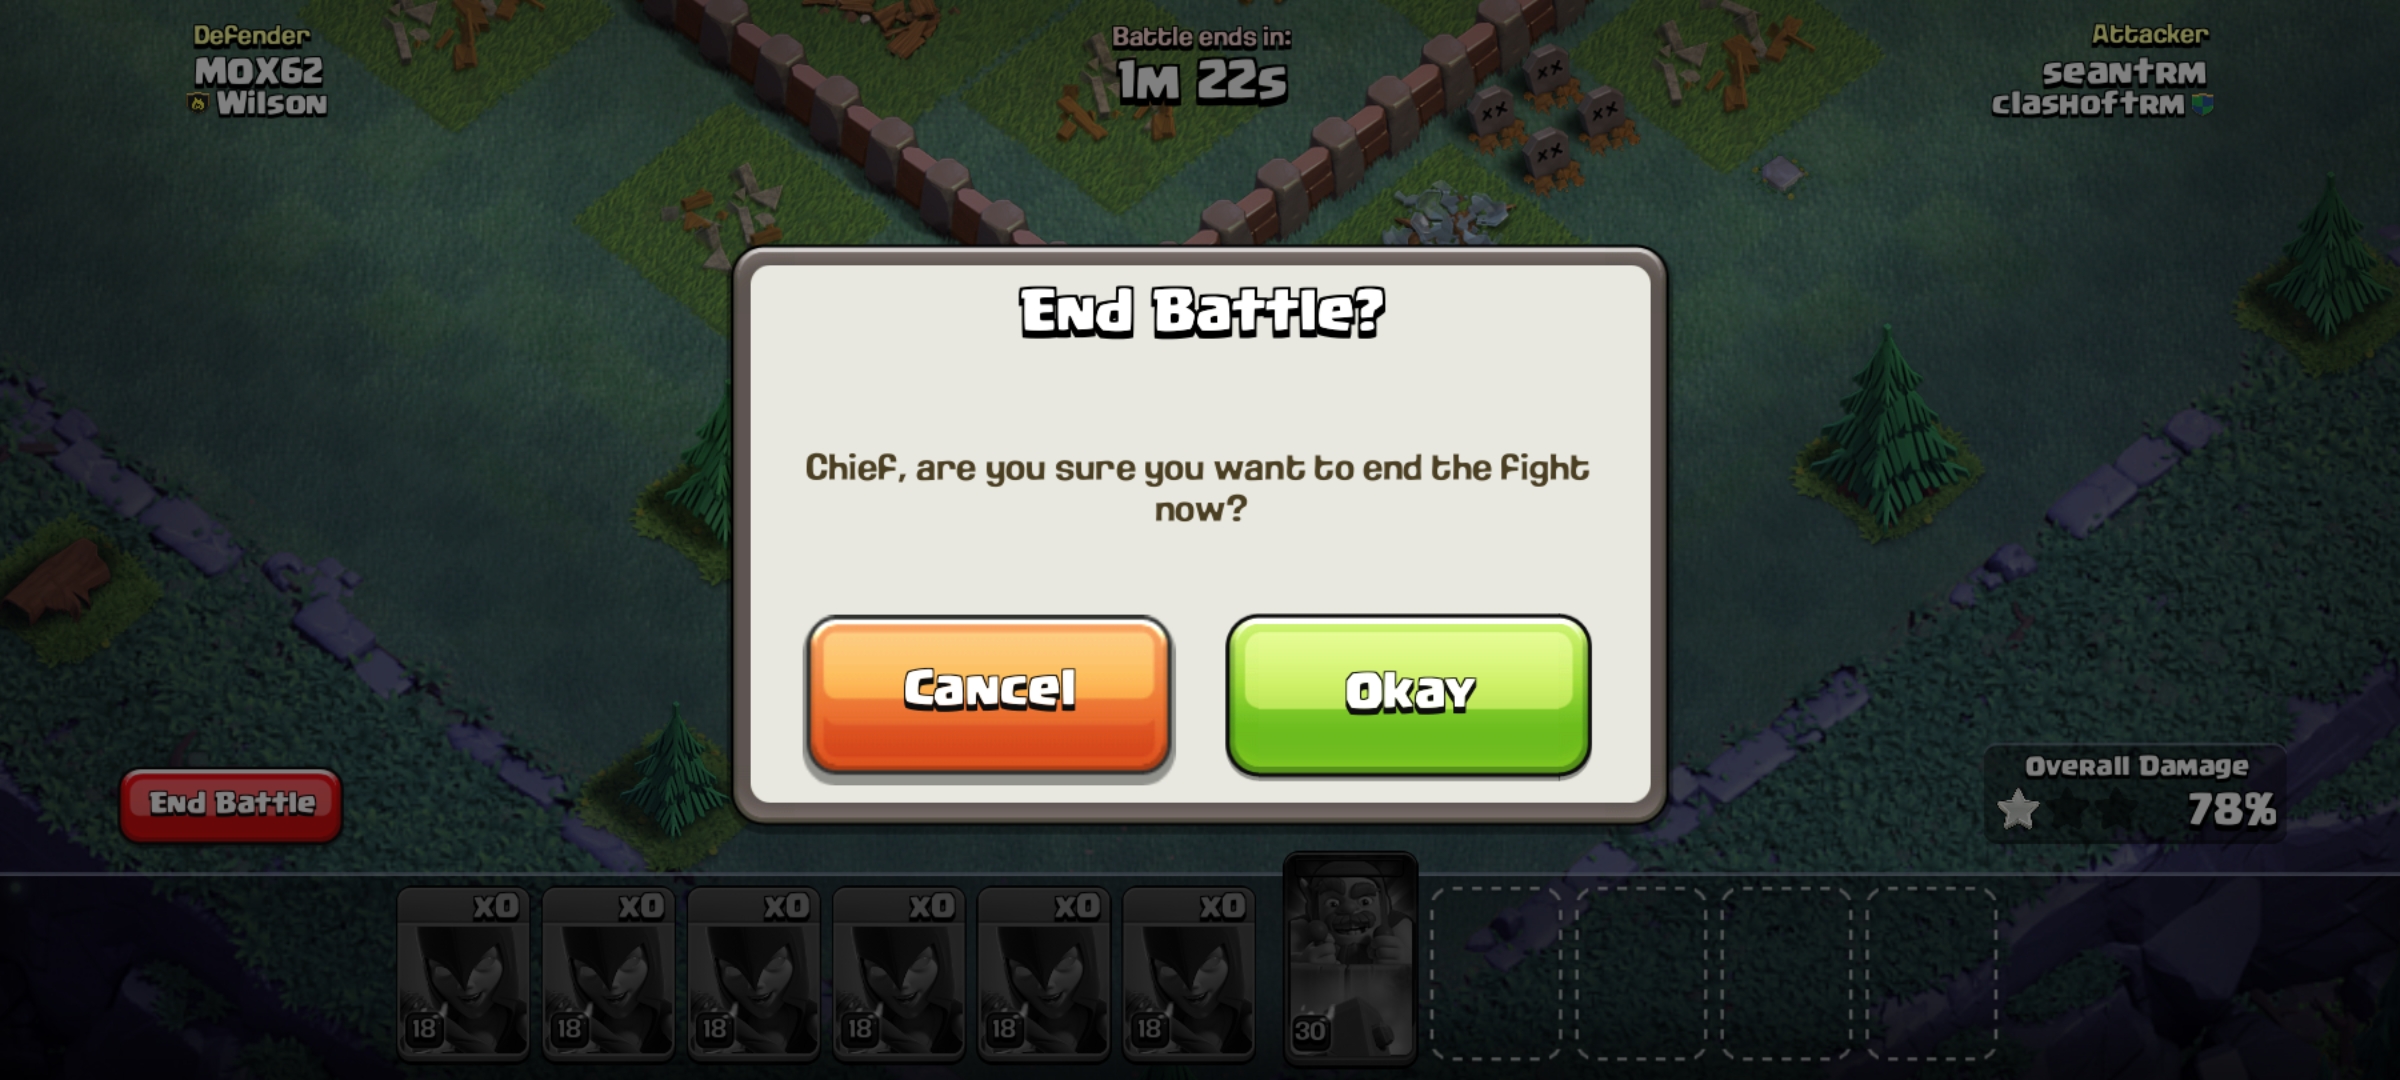 Defender
MOX62
Wilson
Battle ends in:
1M 22s
Attacker
seantRM
clashoftRM
End Battle?
Chief, are you sure you want to end the fight
now?
Cancel
Okay
End Battle
Overall Damage
78%
x0 x0 x0 x0 x0 x0
18 18 18 18 18 18 30